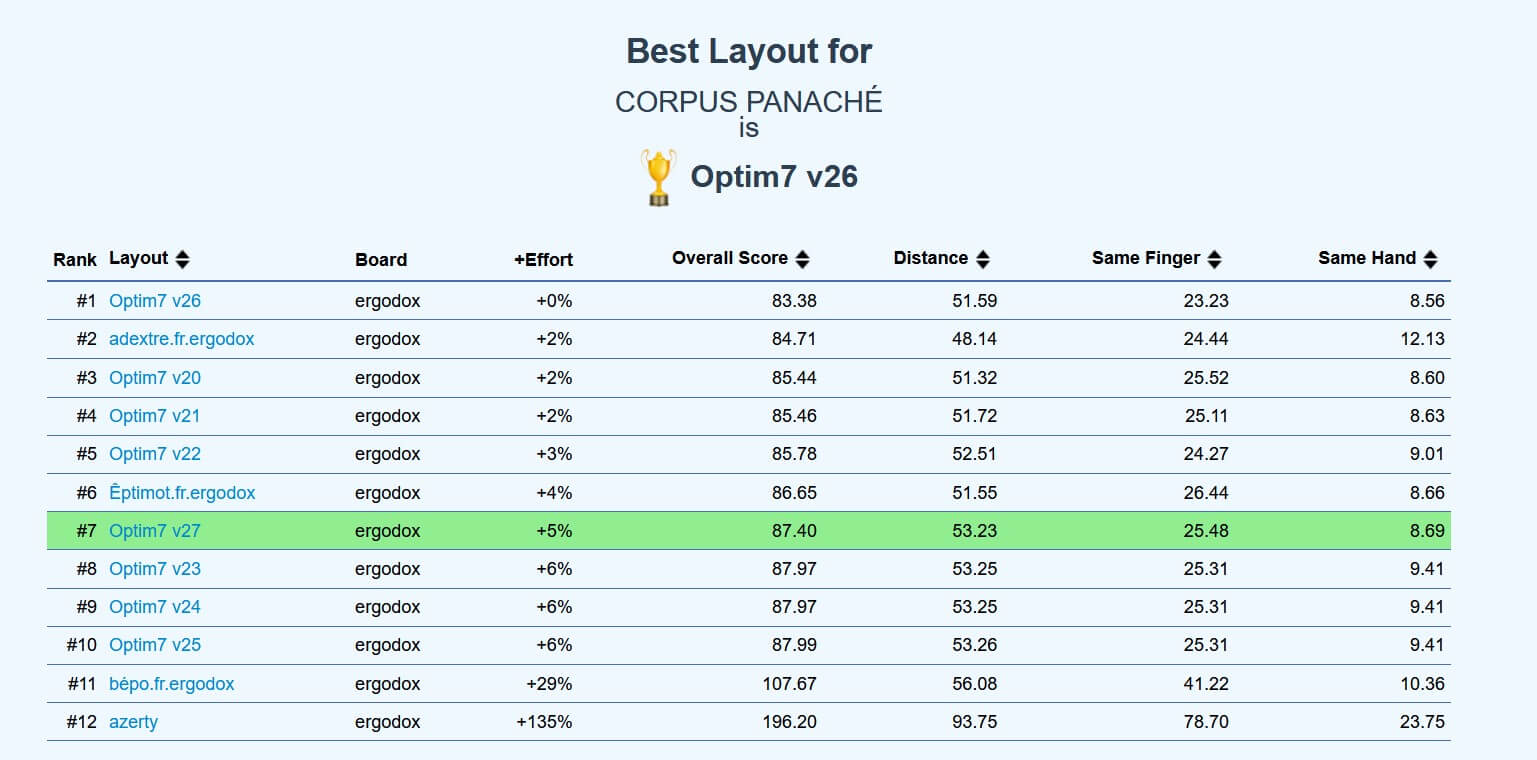 Best Layout for
CORPUS PANACHÉ
is
Optim7 v26
Rank Layout Board +Effort Overall Score Distance Same Finger Same Hand
#1 Optim7 v26 ergodox +0% 83.38 51.59 23.23 8.56
#2 adextre.fr.ergodox ergodox +2% 84.71 48.14 24.44 12.13
#3 Optim7 v20 ergodox +2% 85.44 51.32 25.52 8.60
#4 Optim7 v21 ergodox +2% 85.46 51.72 25.11 8.63
#5 Optim7 v22 ergodox +3% 85.78 52.51 24.27 9.01
#6 Êptimot.fr.ergodox ergodox +4% 86.65 51.55 26.44 8.66
#7 Optim7 v27 ergodox +5% 87.40 53.23 25.48 8.69
#8 Optim7 v23 ergodox +6% 87.97 53.25 25.31 9.41
#9 Optim7 v24 ergodox +6% 87.97 53.25 25.31 9.41
#10 Optim7 v25 ergodox +6% 87.99 53.26 25.31 9.41
#11 bépo.fr.ergodox ergodox +29% 107.67 56.08 41.22 10.36
#12 azerty ergodox +135% 196.20 93.75 78.70 23.75